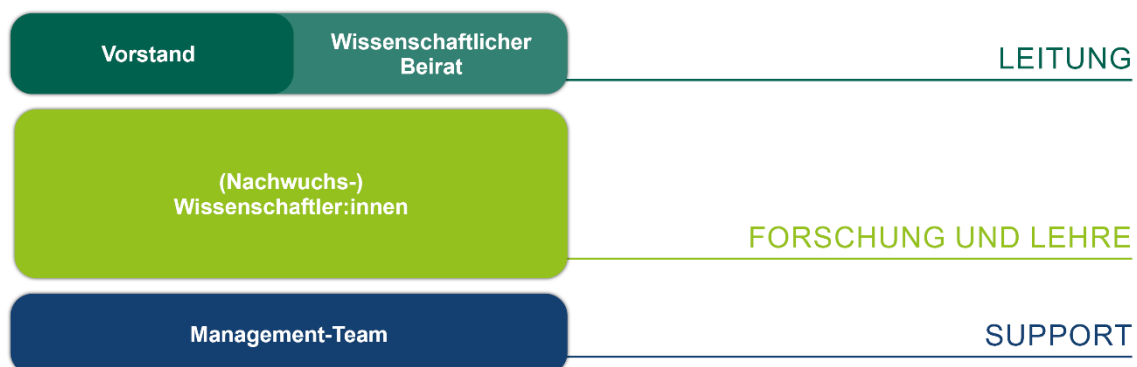 Vorstand
Wissenschaftlicher
Beirat
LEITUNG
(Nachwuchs-)
Wissenschaftler:innen
FORSCHUNG UND LEHRE
Management-Team
SUPPORT